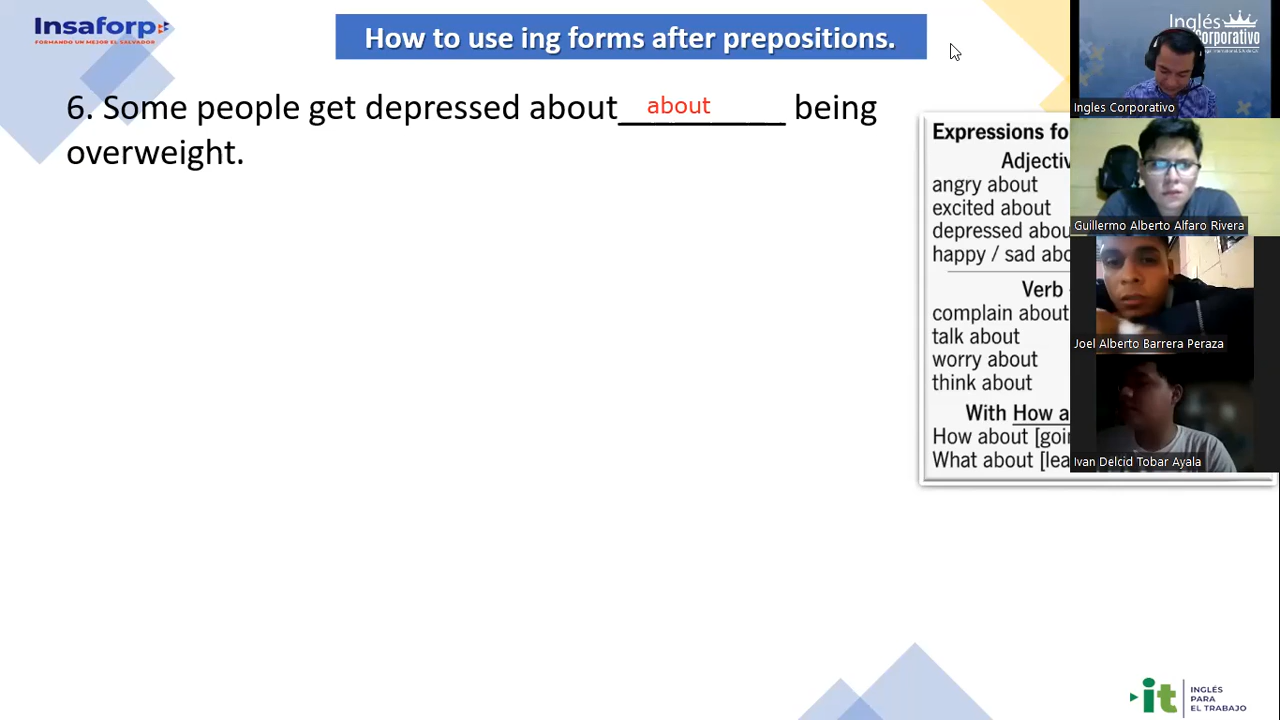 Insaforp
FORMANDO UN MEJOR EL SALVADOR
How to use ing forms after prepositions.
6. Some people get depressed about about being
overweight.
Expressions fo
Adjectiv
angry about
excited about
depressed abou
happy / sad abo
Verb
complain about
talk about
worry about
think about
With How a
How about [goin
What about [lea
Inglés
Corporativo
Ingles Corporativo
Guillermo Alberto Alfaro Rivera
Joel Alberto Barrera Peraza
Ivan Delcid Tobar Ayala
it INGLÉS
PARA
EL TRABAJO